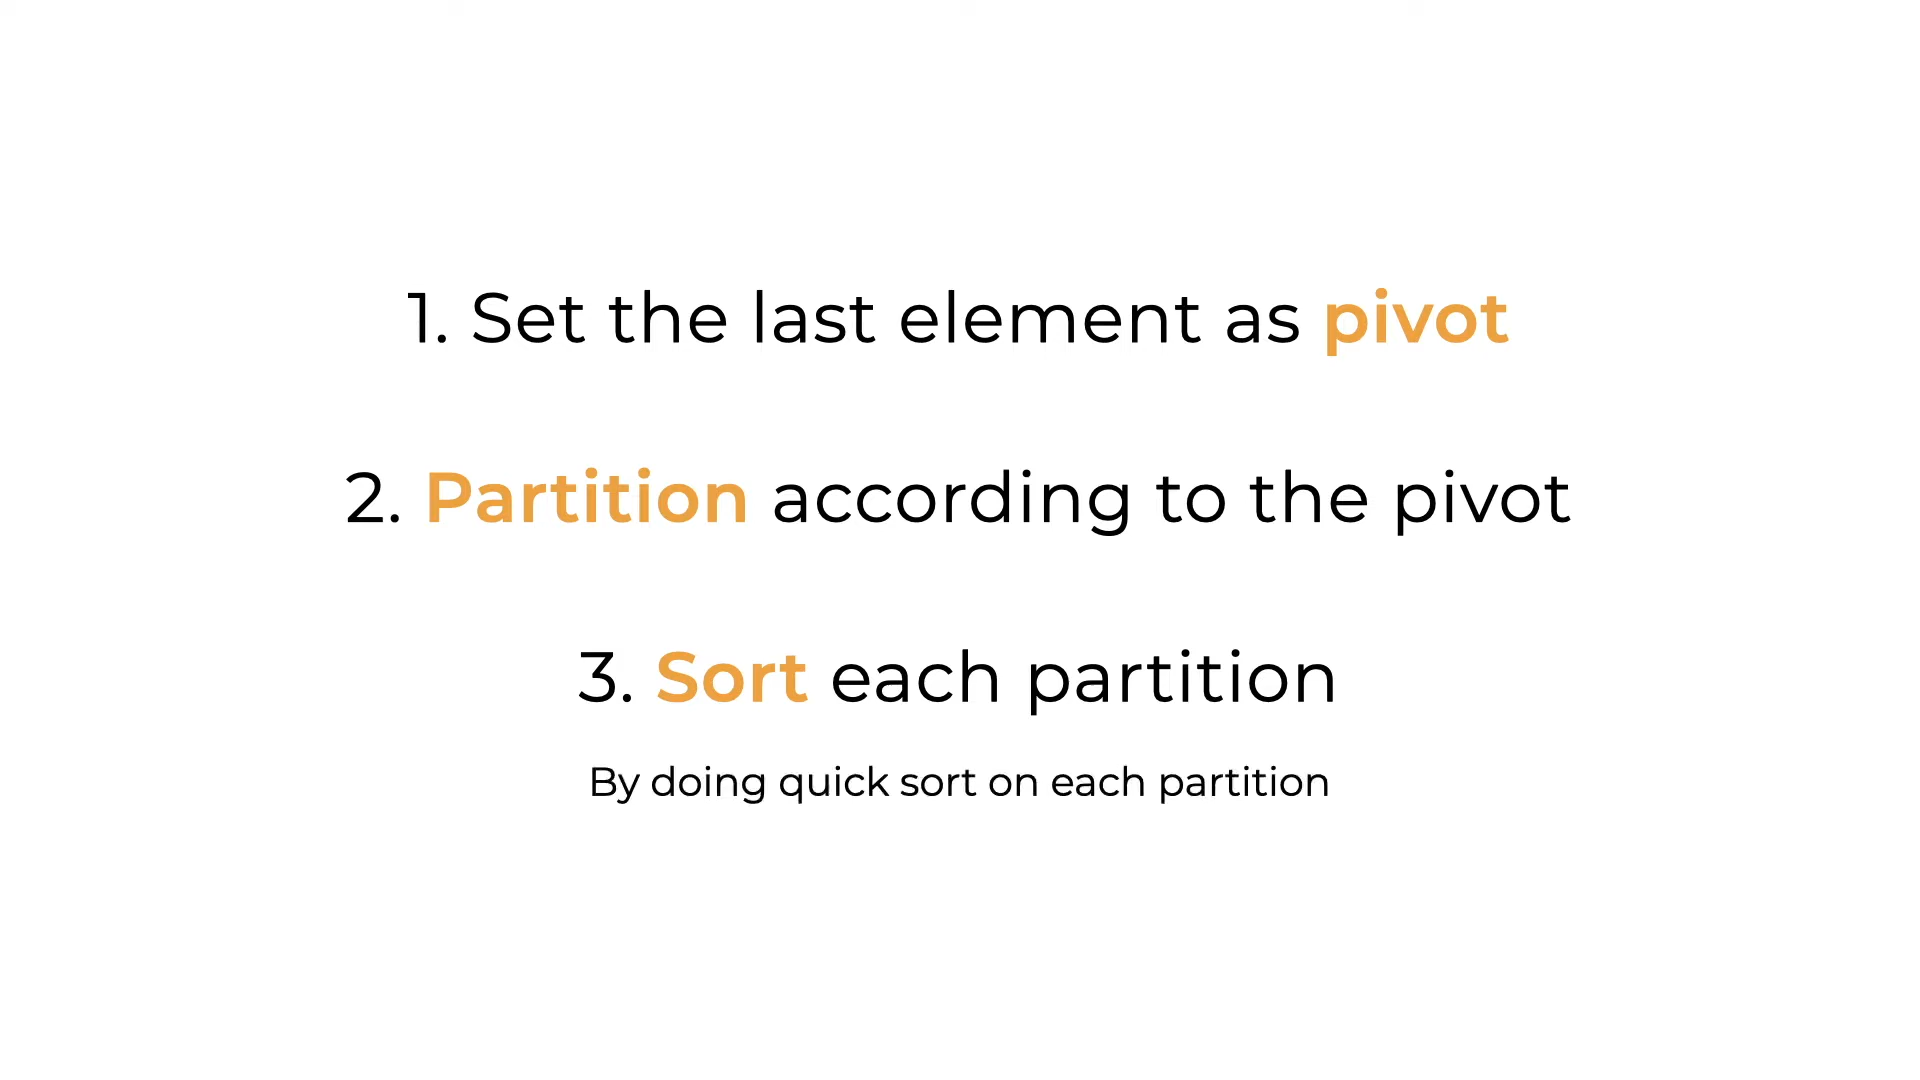 1. Set the last element as pivot
2. Partition according to the pivot
3. Sort each partition
By doing quick sort on each partition